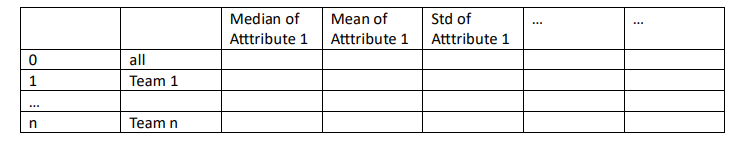 Median of Mean of Std of ... ...
Atttribute 1 Atttribute 1 Atttribute 1
0 all
1 Team 1
...
n Team n